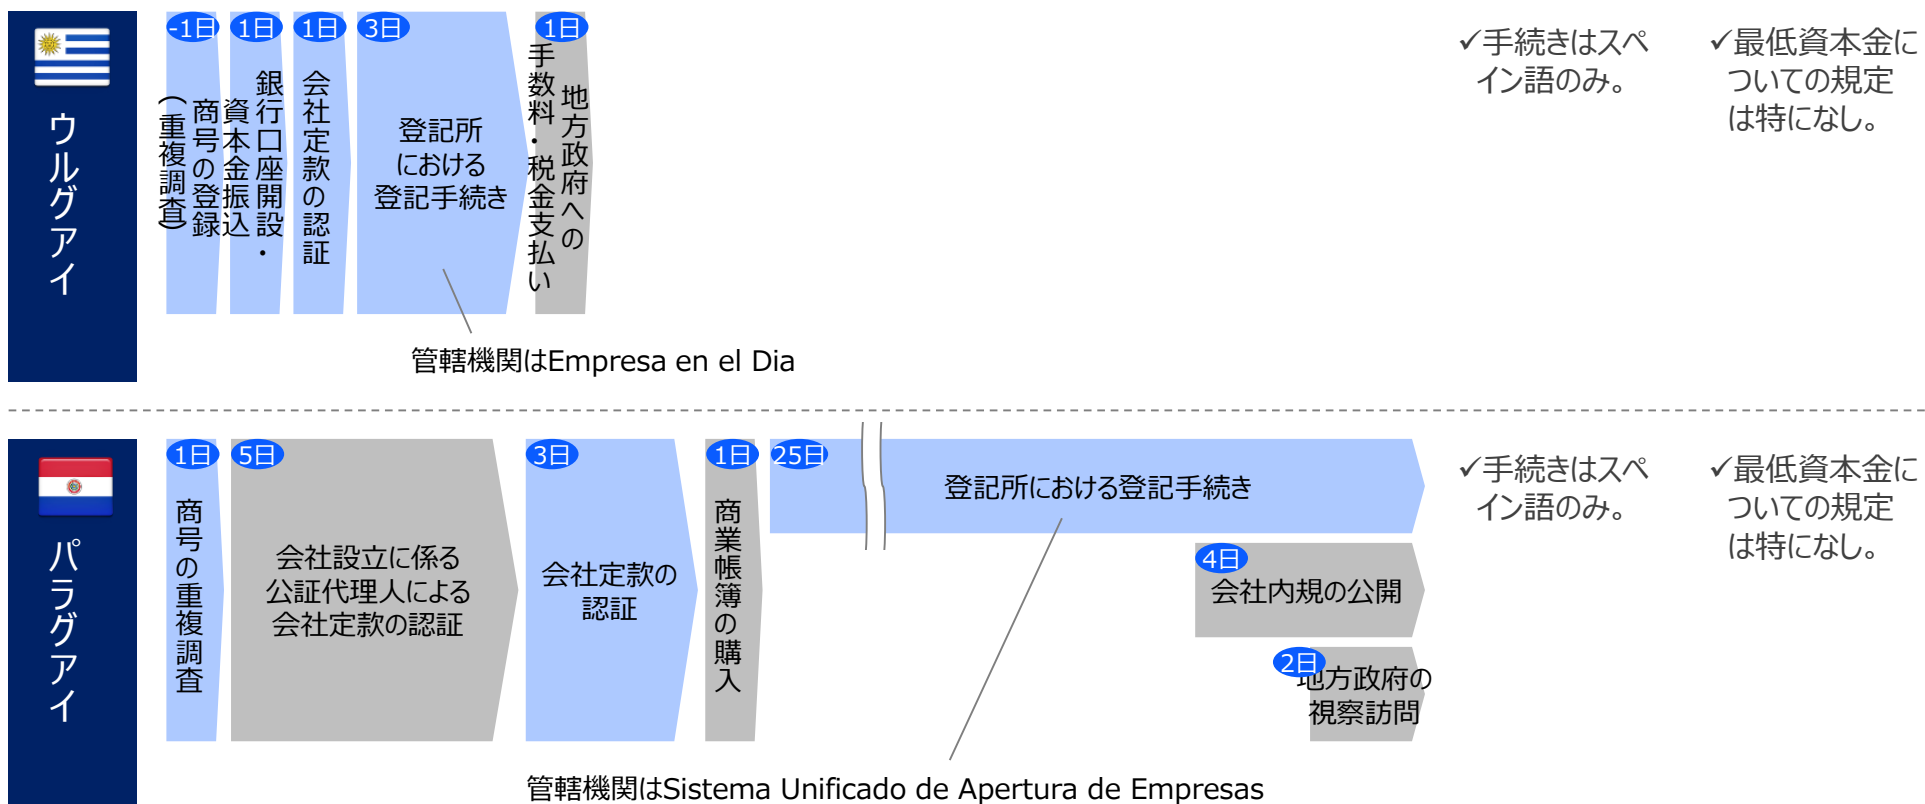 ウルグアイ
-1日
商号の登録
（重複調査）
1日
銀行口座開設・
資本金振込
1日
会社定款の認証
3日
登記所
における
登記手続き
1日
地方政府への
手数料・税金支払い
管轄機関はEmpresa en el Dia
✓手続きはスペ
イン語のみ。
✓最低資本金に
ついての規定
は特になし。
パラグアイ
1日
商号の重複調査
5日
会社設立に係る
公証代理人による
会社定款の認証
3日
会社定款の
認証
1日
商業帳簿の購入
25日
登記所における登記手続き
4日
会社内規の公開
2日
地方政府の
視察訪問
管轄機関はSistema Unificado de Apertura de Empresas
✓手続きはスペ
イン語のみ。
✓最低資本金に
ついての規定
は特になし。